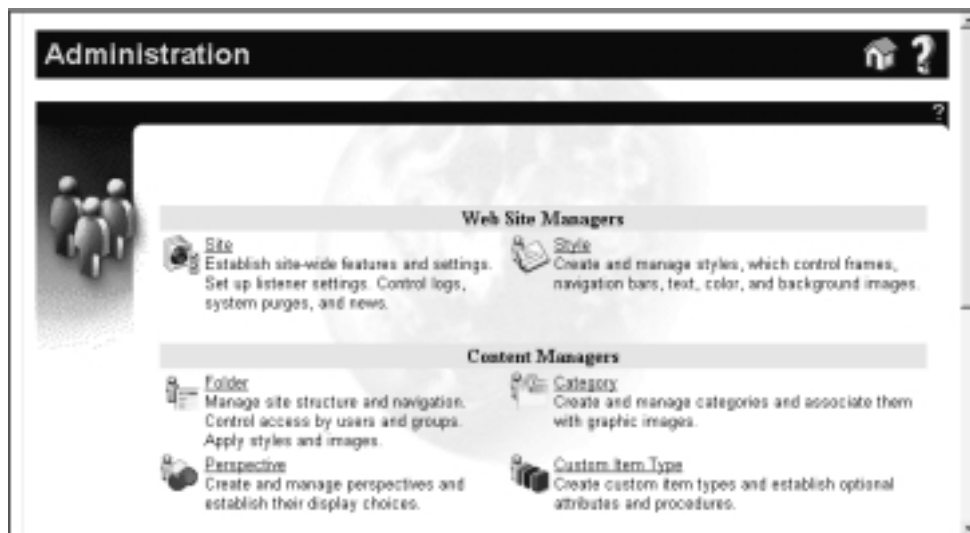 Administration
?
?
Web Site Managers
Site
Establish site-wide features and settings.
Set up listener settings. Control logs,
system purges, and news.
Style
Create and manage styles, which control frames,
navigation bars, text, color, and background images.
Content Managers
Folder
Manage site structure and navigation.
Control access by users and groups.
Apply styles and images.
Category
Create and manage categories and associate them
with graphic images.
Perspective
Create and manage perspectives and
establish their display choices.
Custom Item Type
Create custom item types and establish optional
attributes and procedures.